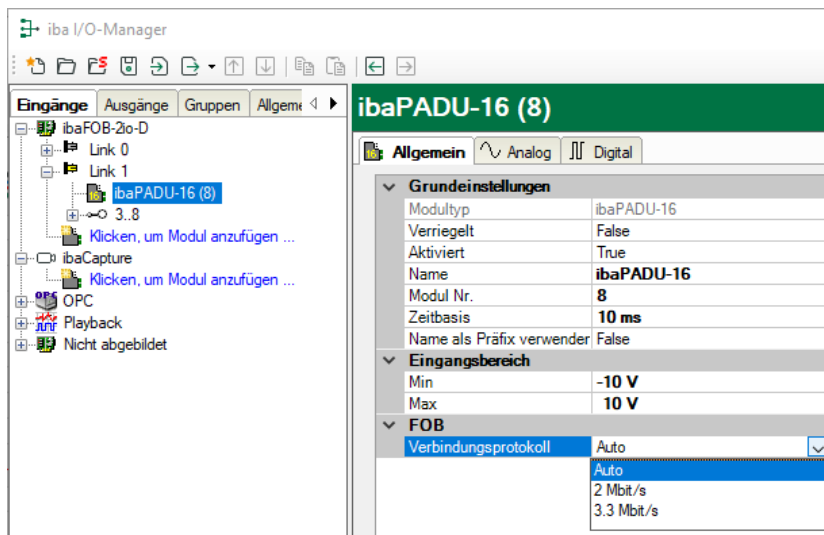 iba I/O-Manager
Eingänge Ausgänge Gruppen Allgeme
ibaFOB-2io-D
Link 0
Link 1
ibaPADU-16 (8)
3..8
Klicken, um Modul anzufügen ...
ibaCapture
Klicken, um Modul anzufügen ...
OPC OPC
Playback
Nicht abgebildet
ibaPADU-16 (8)
16 Allgemein Analog Digital
Grundeinstellungen
Modultyp ibaPADU-16
Verriegelt False
Aktiviert True
Name ibaPADU-16
Modul Nr. 8
Zeitbasis 10 ms
Name als Präfix verwender False
Eingangsbereich
Min -10 V
Max 10 V
FOB
Verbindungsprotokoll Auto
Auto
2 Mbit/s
3.3 Mbit/s